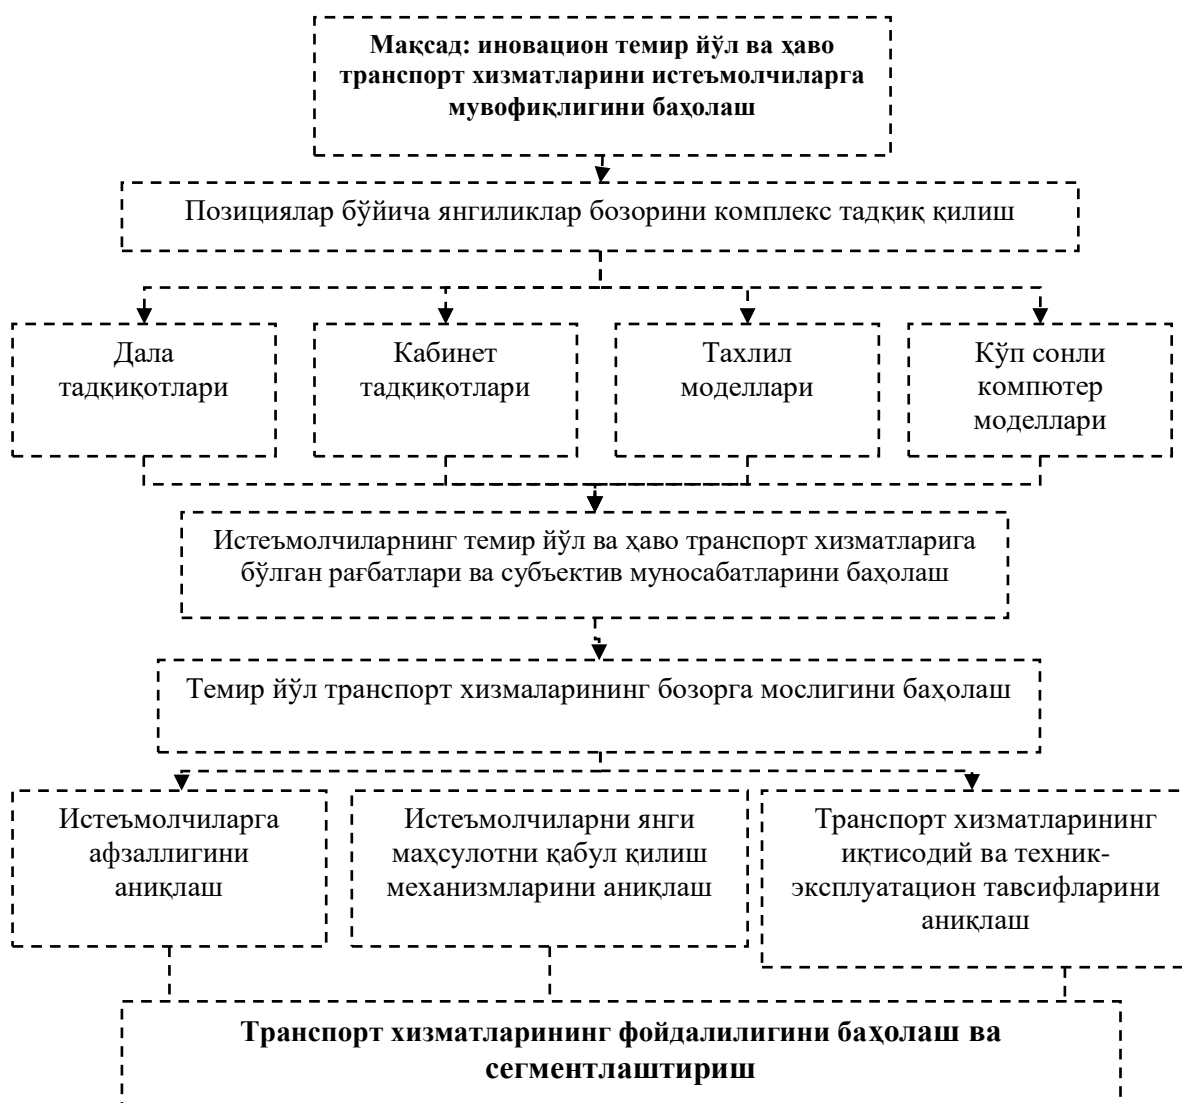 Мақсад: иновацион темир йўл ва ҳаво
транспорт хизматларини истеъмолчиларга
мувофиқлигини баҳолаш
Позициялар бўйича янгиликлар бозорини комплекс тадқиқ қилиш
Дала
тадқиқотлари
Кабинет
тадқиқотлари
Тахлил
моделлари
Кўп сонли
компютер
моделлари
Истеъмолчиларнинг темир йўл ва ҳаво транспорт хизматларига
бўлган рағбатлари ва субъектив муносабатларини баҳолаш
Темир йўл транспорт хизмаларининг бозорга мослигини баҳолаш
Истеъмолчиларга
афзаллигини
аниқлаш
Истеъмолчиларни янги
маҳсулотни қабул қилиш
механизмларини аниқлаш
Транспорт хизматларининг
иқтисодий ва техник-
эксплуатацион тавсифларини
аниқлаш
Транспорт хизматларининг фойдалилигини баҳолаш ва
сегментлаштириш